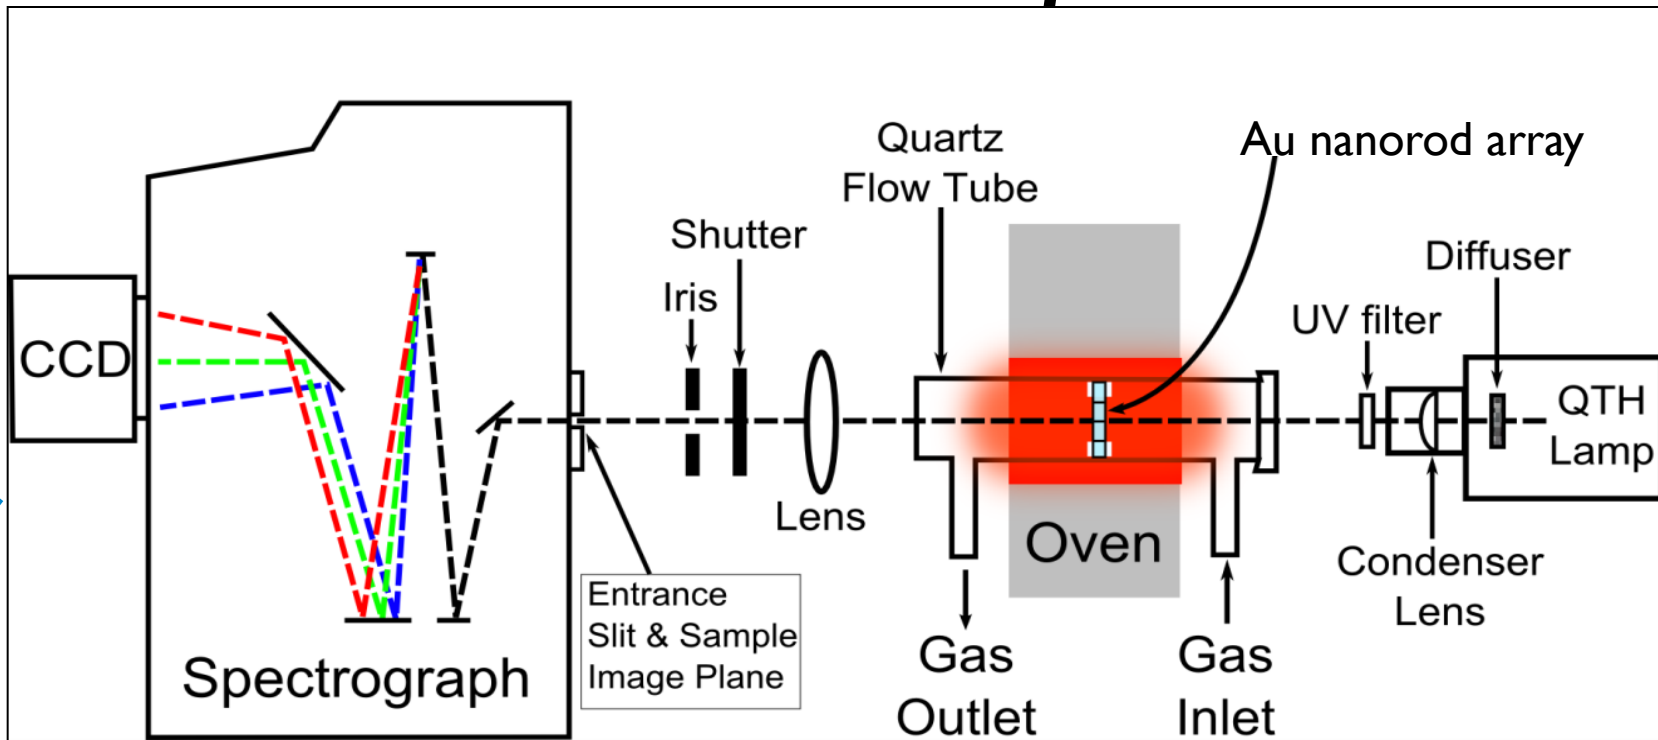 Quartz
Flow Tube
Au nanorod array
Shutter
Diffuser
Iris
UV filter
CCD
QTH
Lamp
Lens
Oven
Condenser
Lens
Entrance
Slit & Sample
Image Plane
Spectrograph
Gas
Outlet
Gas
Inlet